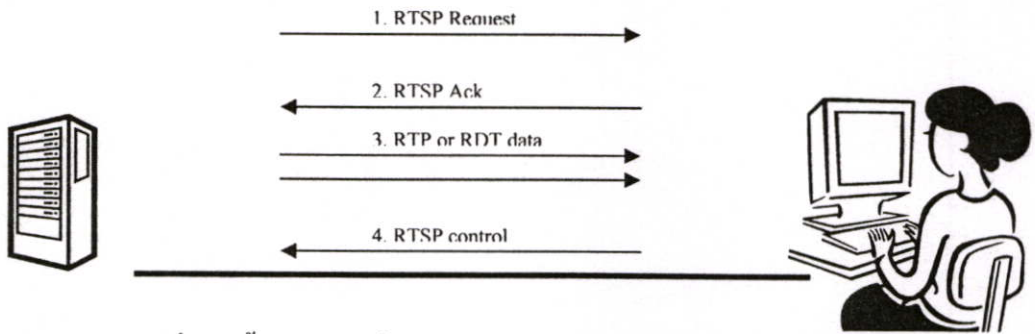 1. RTSP Request
2. RTSP Ack
3. RTP or RDT data
4. RTSP control